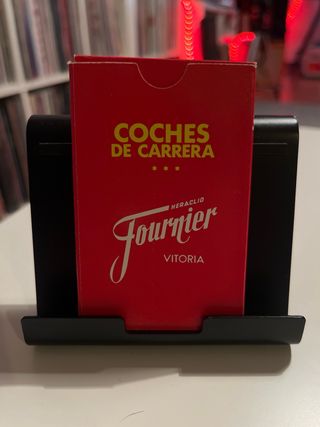 COCHES
DE CARRERA
***
HERACLIO
Fournier
VITORIA